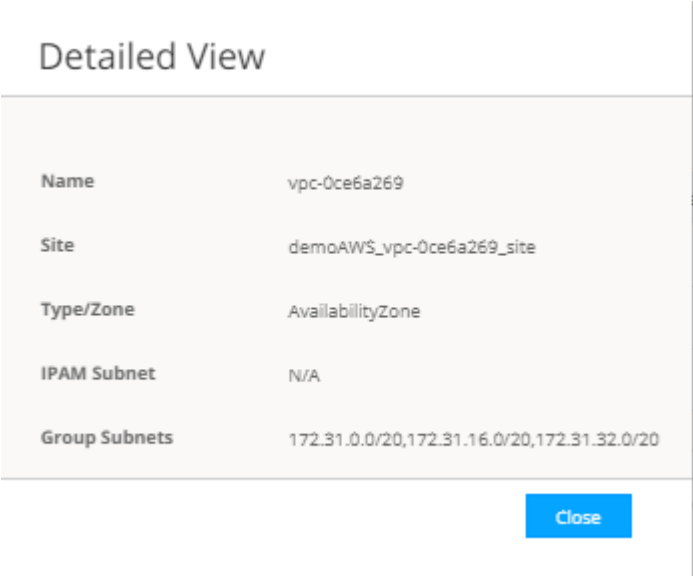 Detailed View
Name vpc-0ce6a269
Site demoAWS_vpc-0ce6a269_site
Type/Zone AvailabilityZone
IPAM Subnet N/A
Group Subnets 172.31.0.0/20,172.31.16.0/20,172.31.32.0/20
Close